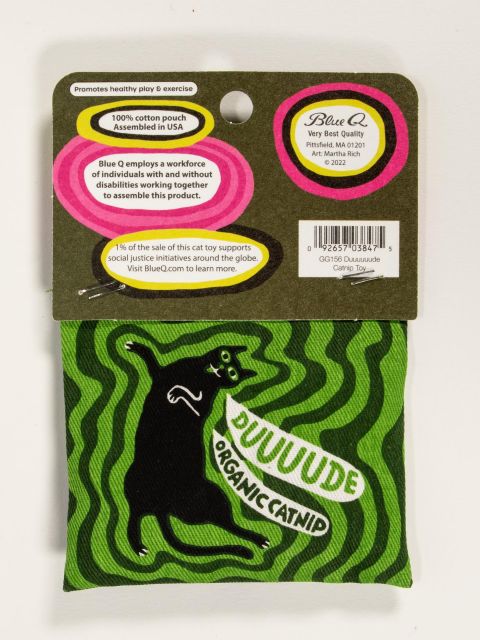 Promotes healthy play & exercise
100% cotton pouch
Assembled in USA
Blue Q employs a workforce
of individuals with and without
disabilities working together
to assemble this product.
1% of the sale of this cat toy supports
social justice initiatives around the globe.
Visit BlueQ.com to learn more.
Blue Q
Very Best Quality
Pittsfield, MA 01201
Art: Martha Rich
© 2022
0 92657 03847 5
GG156 Duuuuuude
Catnip Toy
DUUUUUDE
ORGANIC CATNIP